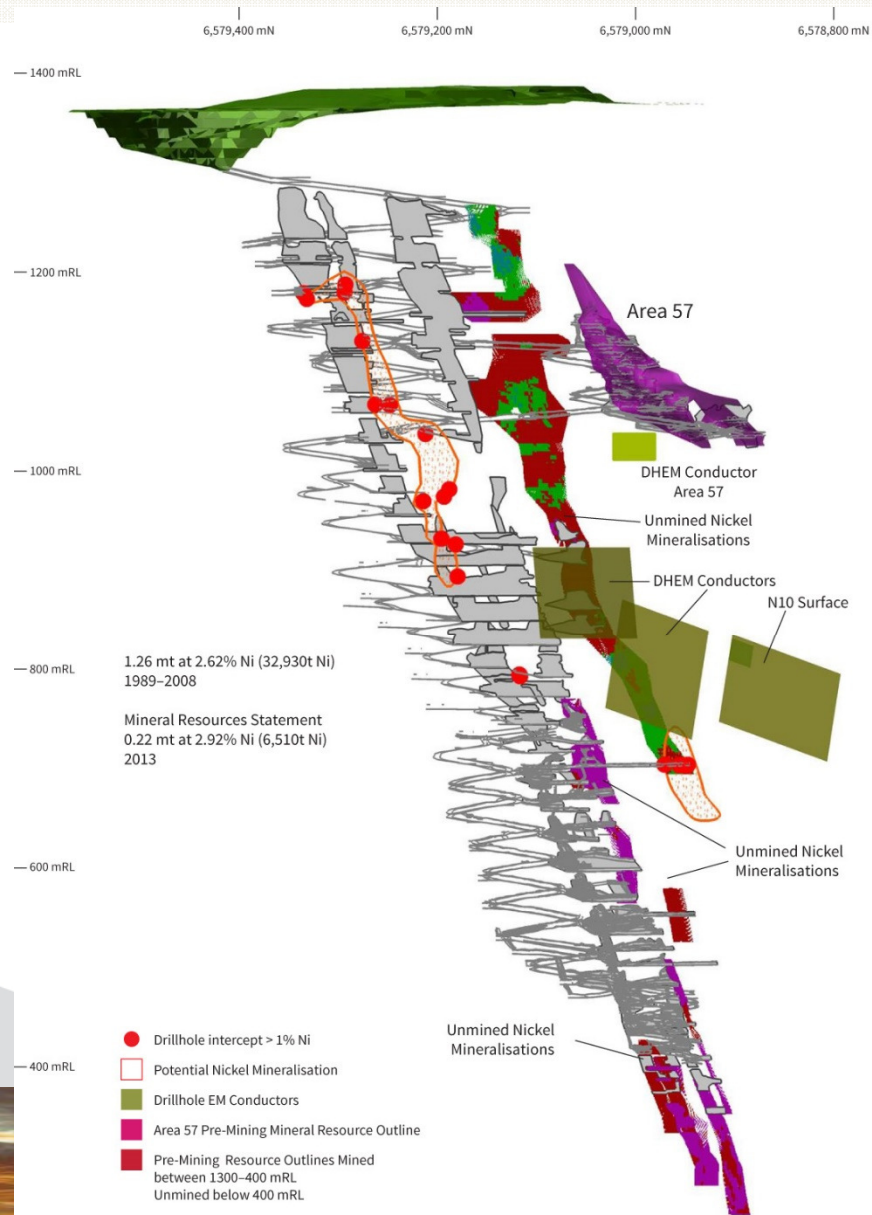 6,579,400 mN
6,579,200 mN
6,579,000 mN
6,578,800 mN
1400 mRL
1200 mRL
Area 57
1000 mRL
DHEM Conductor
Area 57
Unmined Nickel
Mineralisations
DHEM Conductors
N10 Surface
800 mRL
1.26 mt at 2.62% Ni (32,930t Ni)
1989–2008
Mineral Resources Statement
0.22 mt at 2.92% Ni (6,510t Ni)
2013
600 mRL
Unmined Nickel
Mineralisations
Unmined Nickel
Mineralisations
400 mRL
Drillhole intercept > 1% Ni
Potential Nickel Mineralisation
Drillhole EM Conductors
Area 57 Pre-Mining Mineral Resource Outline
Pre-Mining Resource Outlines Mined
between 1300–400 mRL
Unmined below 400 mRL